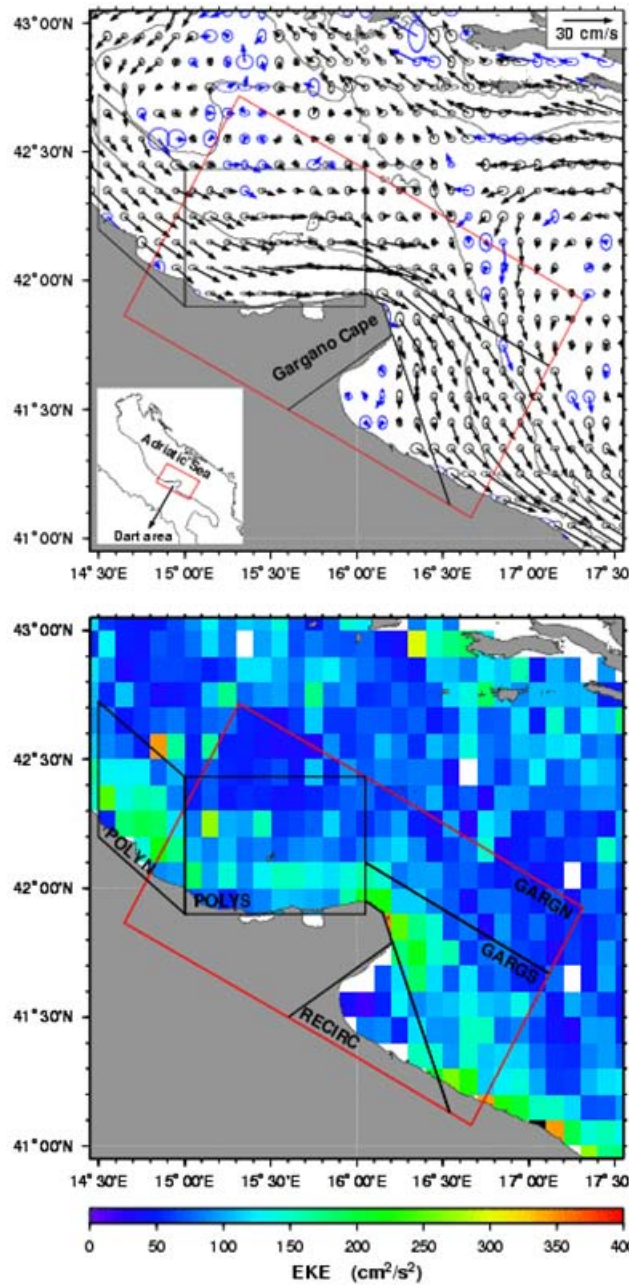 43°00'N
30 cm/s
42°30'N
42°00'N
Gargano Cape
41°30'N
Adriatic Sea
Dart area
41°00'N
14°30'E 15°00'E 15°30'E 16°00'E 16°30'E 17°00'E 17°30'E
43°00'N
42°30'N
POLYN
42°00'N
POLYS
GARGN
GARGS
41°30'N
RECIRC
41°00'N
14°30'E 15°00'E 15°30'E 16°00'E 16°30'E 17°00'E 17°30'E
0 50 100 150 200 250 300 350 400
EKE (cm²/s²)